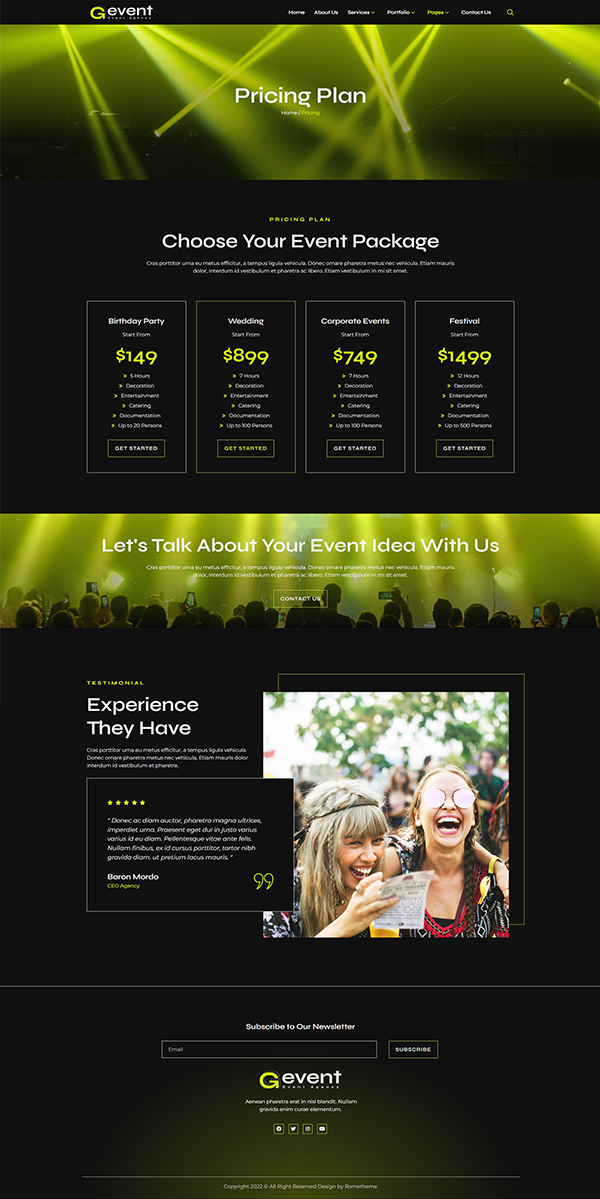 Gevent
Event Agency
Home About Us Services Portfolio Pages Contact Us
Pricing Plan
Home / Pricing
PRICING PLAN
Choose Your Event Package
Cras porttitor urna eu metus efficitur, a tempus ligula vehicula. Donec ornare pharetra metus nec vehicula. Etiam mauris
dolor, interdum id vestibulum et pharetra ac libero. Etiam vestibulum in mi sit amet.
Birthday Party
Start From
$149
5 Hours
Decoration
Entertainment
Catering
Documentation
Up to 20 Persons
GET STARTED
Wedding
Start From
$899
7 Hours
Decoration
Entertainment
Catering
Documentation
Up to 100 Persons
GET STARTED
Corporate Events
Start From
$749
7 Hours
Decoration
Entertainment
Catering
Documentation
Up to 100 Persons
GET STARTED
Festival
Start From
$1499
12 Hours
Decoration
Entertainment
Catering
Documentation
Up to 500 Persons
GET STARTED
Let's Talk About Your Event Idea With Us
Cras porttitor urna eu metus efficitur, a tempus ligula vehicula. Donec ornare pharetra metus nec vehicula. Etiam mauris
dolor, interdum id vestibulum et pharetra ac libero. Etiam vestibulum in mi sit amet.
CONTACT US
TESTIMONIAL
Experience
They Have
Cras porttitor urna eu metus efficitur, a tempus ligula vehicula.
Donec ornare pharetra metus nec vehicula. Etiam mauris dolor
interdum id vestibulum et pharetra.
" Donec ac diam auctor, pharetra magna ultrices,
imperdiet urna. Praesent eget dui in justo varius
varius id eu diam. Pellentesque vitae ante felis.
Nullam finibus, ex id cursus porttitor, tortor nibh
gravida diam. ut pretium lacus mauris. "
Baron Mordo
CEO Agency
Subscribe to Our Newsletter
Email
SUBSCRIBE
Gevent
Event Agency
Aenean pharetra erat in nisl blandit. Nullam
gravida enim curae elementum.
Copyright 2022 © All Right Reserved Design by Rometheme